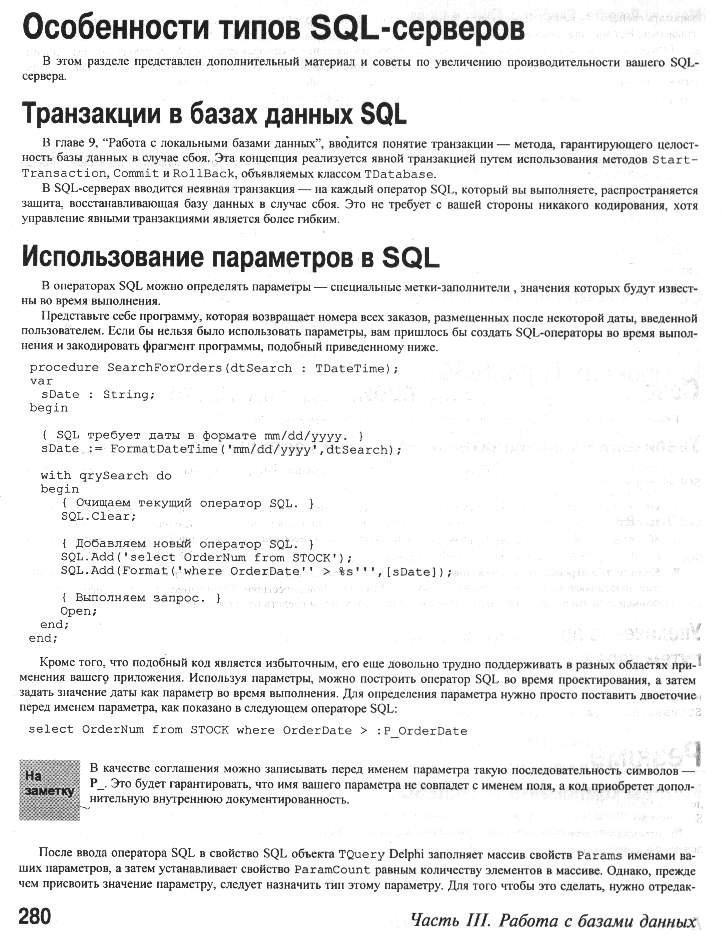 Особенности типов SQL-серверов
В этом разделе представлен дополнительный материал и советы по увеличению производительности вашего SQL-
сервера.
Транзакции в базах данных SQL
В главе 9, “Работа с локальными базами данных”, вводится понятие транзакции — метода, гарантирующего целост-
ность базы данных в случае сбоя. Эта концепция реализуется явной транзакцией путем использования методов Start-
Transaction, Commit и RollBack, объявляемых классом TDatabase.
В SQL-серверах вводится неявная транзакция — на каждый оператор SQL, который вы выполняете, распространяется
защита, восстанавливающая базу данных в случае сбоя. Это не требует с вашей стороны никакого кодирования, хотя
управление явными транзакциями является более гибким.
Использование параметров в SQL
В операторах SQL можно определять параметры — специальные метки-заполнители , значения которых будут извест-
ны во время выполнения.
Представьте себе программу, которая возвращает номера всех заказов, размещенных после некоторой даты, введенной
пользователем. Если бы нельзя было использовать параметры, вам пришлось бы создать SQL-операторы во время выпол-
нения и закодировать фрагмент программы, подобный приведенному ниже.
procedure SearchForOrders(dtSearch : TDateTime);
var
sDate : String;
begin
{ SQL требует даты в формате mm/dd/yyyy. }
sDate := FormatDateTime('mm/dd/yyyy',dtSearch);
with qrySearch do
begin
{ Очищаем текущий оператор SQL. }
SQL.Clear;
{ Добавляем новый оператор SQL. }
SQL.Add('select OrderNum from STOCK');
SQL.Add(Format('where OrderDate'' > %s''',[sDate]);
{ Выполняем запрос. }
Open;
end;
end;
Кроме того, что подобный код является избыточным, его еще довольно трудно поддерживать в разных областях при-
менения вашего приложения. Используя параметры, можно построить оператор SQL во время проектирования, а затем
задать значение даты как параметр во время выполнения. Для определения параметра нужно просто поставить двоеточие
перед именем параметра, как показано в следующем операторе SQL:
select OrderNum from STOCK where OrderDate > :P_OrderDate
На
заметку
В качестве соглашения можно записывать перед именем параметра такую последовательность символов —
P_. Это будет гарантировать, что имя вашего параметра не совпадет с именем поля, а код приобретет допол-
нительную внутреннюю документированность.
После ввода оператора SQL в свойство SQL объекта TQuery Delphi заполняет массив свойств Params именами ва-
ших параметров, а затем устанавливает свойство ParamCount равным количеству элементов в массиве. Однако, прежде
чем присвоить значение параметру, следует назначить тип этому параметру. Для того чтобы это сделать, нужно отредак-
280
Часть III. Работа с базами данных